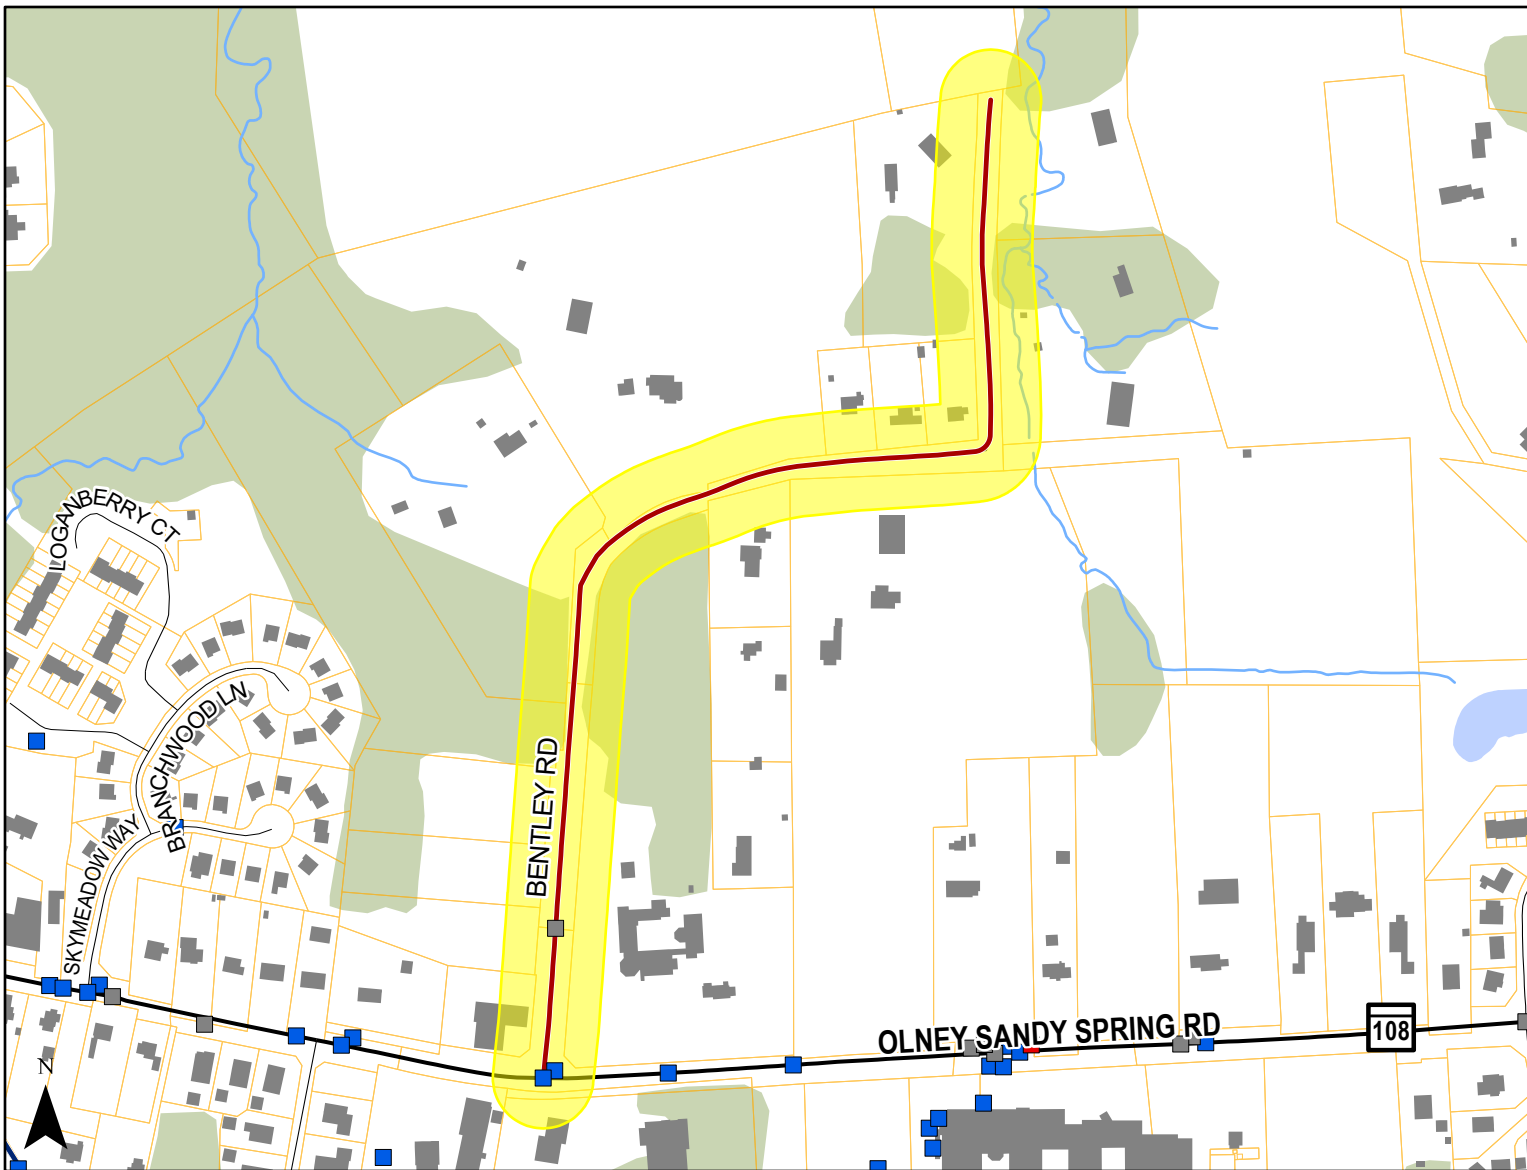 LOGANBERRY CT
BRANCHWOOD LN
SKYMEADOW WAY
BENTLEY RD
OLNEY SANDY SPRING RD
108
N